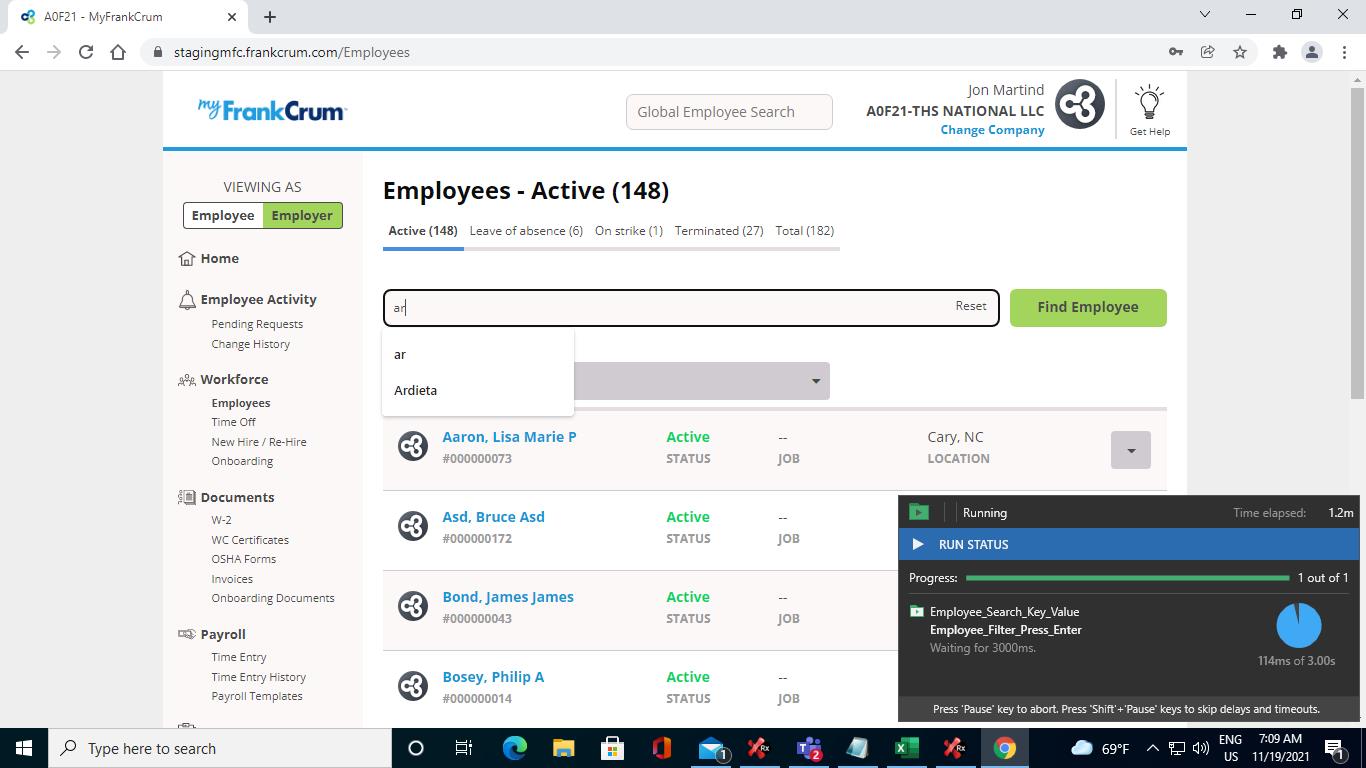 A0F21 - MyFrankCrum
stagingmfc.frankcrum.com/Employees
my FrankCrum
Global Employee Search
Jon Martind
A0F21-THS NATIONAL LLC
Change Company
Get Help
VIEWING AS
Employee Employer
Home
Employee Activity
Pending Requests
Change History
Workforce
Employees
Time Off
New Hire / Re-Hire
Onboarding
Documents
W-2
WC Certificates
OSHA Forms
Invoices
Onboarding Documents
Payroll
Time Entry
Time Entry History
Payroll Templates
Employees - Active (148)
Active (148) Leave of absence (6) On strike (1) Terminated (27) Total (182)
ar Reset Find Employee
ar
Ardieta
Aaron, Lisa Marie P Active -- Cary, NC
#000000073 STATUS JOB LOCATION
Asd, Bruce Asd Active --
#000000172 STATUS JOB
Bond, James James Active --
#000000043 STATUS JOB
Bosey, Philip A Active --
#000000014 STATUS JOB
Running Time elapsed: 1.2m
RUN STATUS
Progress: 1 out of 1
Employee_Search_Key_Value
Employee_Filter_Press_Enter
Waiting for 3000ms.
114ms of 3.00s
Press 'Pause' key to abort. Press 'Shift'+'Pause' keys to skip delays and timeouts.
Type here to search
1
Rx
2
Rx
69°F
ENG
US
7:09 AM
11/19/2021
1